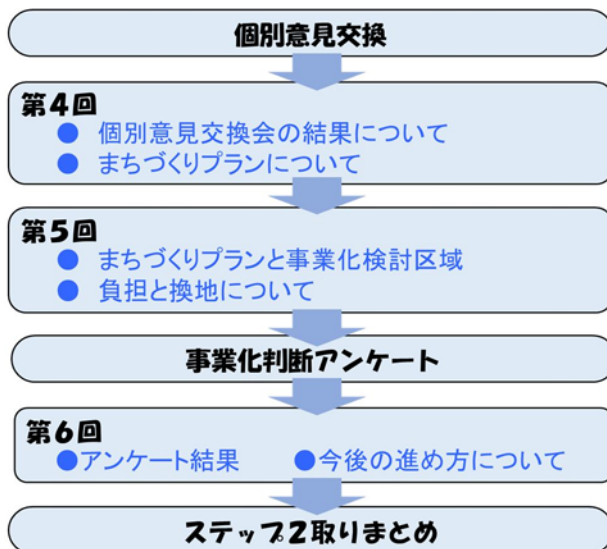 個別意見交換
第4回
● 個別意見交換会の結果について
● まちづくりプランについて
第5回
● まちづくりプランと事業化検討区域
● 負担と換地について
事業化判断アンケート
第6回
●アンケート結果 ●今後の進め方について
ステップ2取りまとめ